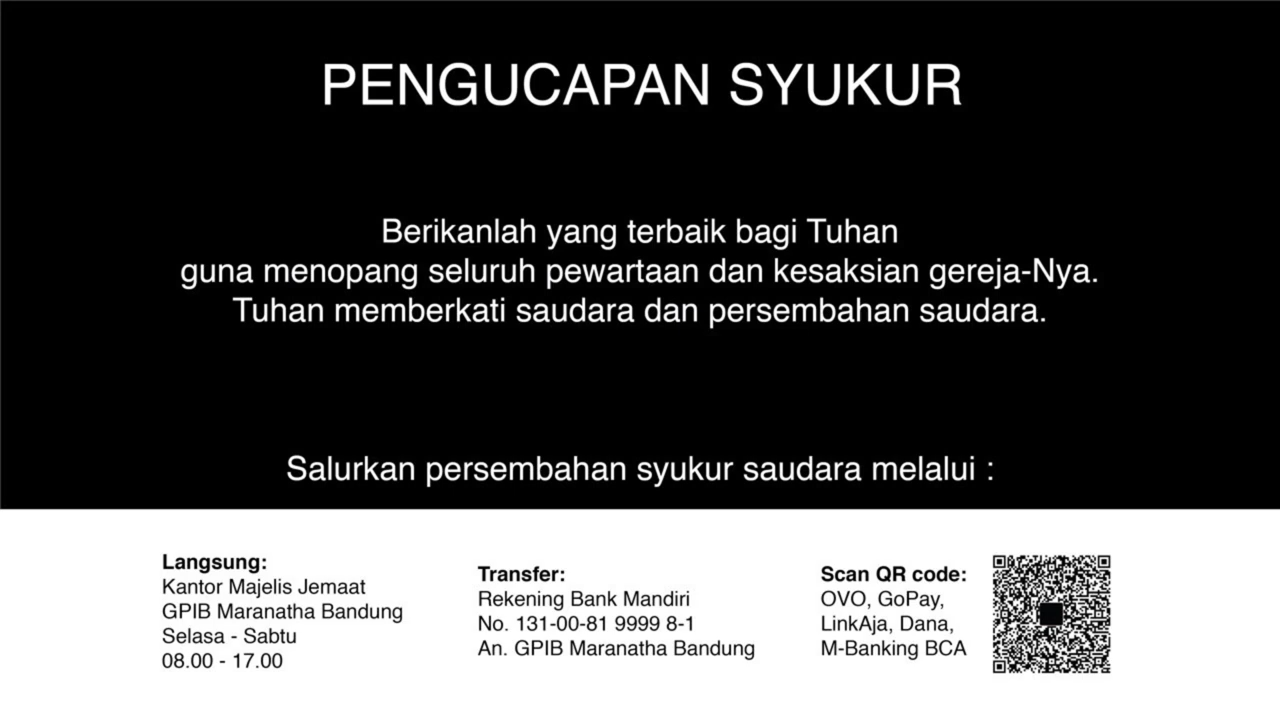 PENGUCAPAN SYUKUR
Berikanlah yang terbaik bagi Tuhan
guna menopang seluruh pewartaan dan kesaksian gereja-Nya.
Tuhan memberkati saudara dan persembahan saudara.
Salurkan persembahan syukur saudara melalui :
Langsung:
Kantor Majelis Jemaat
GPIB Maranatha Bandung
Selasa - Sabtu
08.00 - 17.00
Transfer:
Rekening Bank Mandiri
No. 131-00-81 9999 8-1
An. GPIB Maranatha Bandung
Scan QR code:
OVO, GoPay,
LinkAja, Dana,
M-Banking BCA